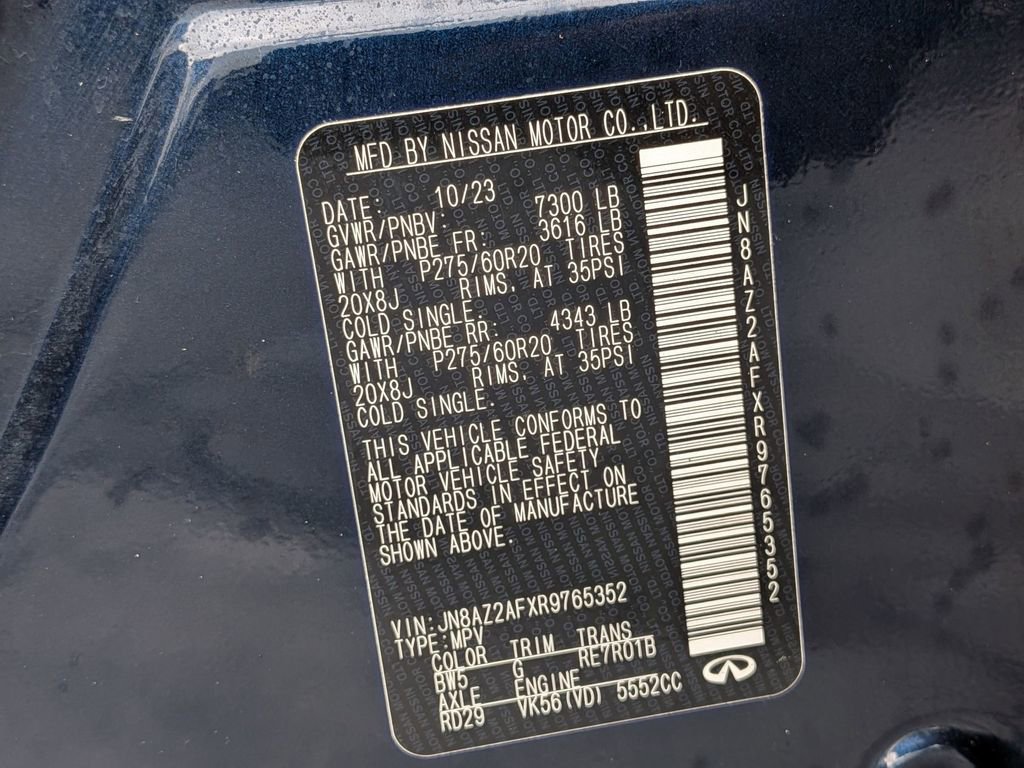 MFD BY NISSAN MOTOR CO.,LTD.
DATE: 10/23
GVWR/PNBV: 7300 LB
GAWR/PNBE FR: 3616 LB
WITH P275/60R20 TIRES
20X8J RIMS, AT 35PSI
COLD SINGLE.
GAWR/PNBE RR: 4343 LB
WITH P275/60R20 TIRES
20X8J RIMS, AT 35PSI
COLD SINGLE.
THIS VEHICLE CONFORMS TO
ALL APPLICABLE FEDERAL
MOTOR VEHICLE SAFETY
STANDARDS IN EFFECT ON
THE DATE OF MANUFACTURE
SHOWN ABOVE.
VIN:JN8AZ2AFXR9765352
TYPE:MPV
COLOR TRIM TRANS
BW5 G RE7R01B
AXLE ENGINE
RD29 VK56(VD) 5552CC
JN8AZ2AFXR9765352